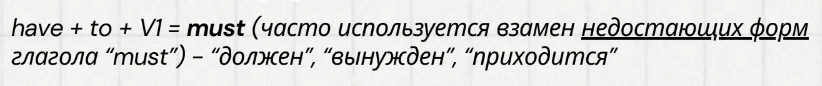 have + to + V1 = must (часто используется взамен недостающих форм
глагола “must”) – “должен”, “вынужден”, “приходится”